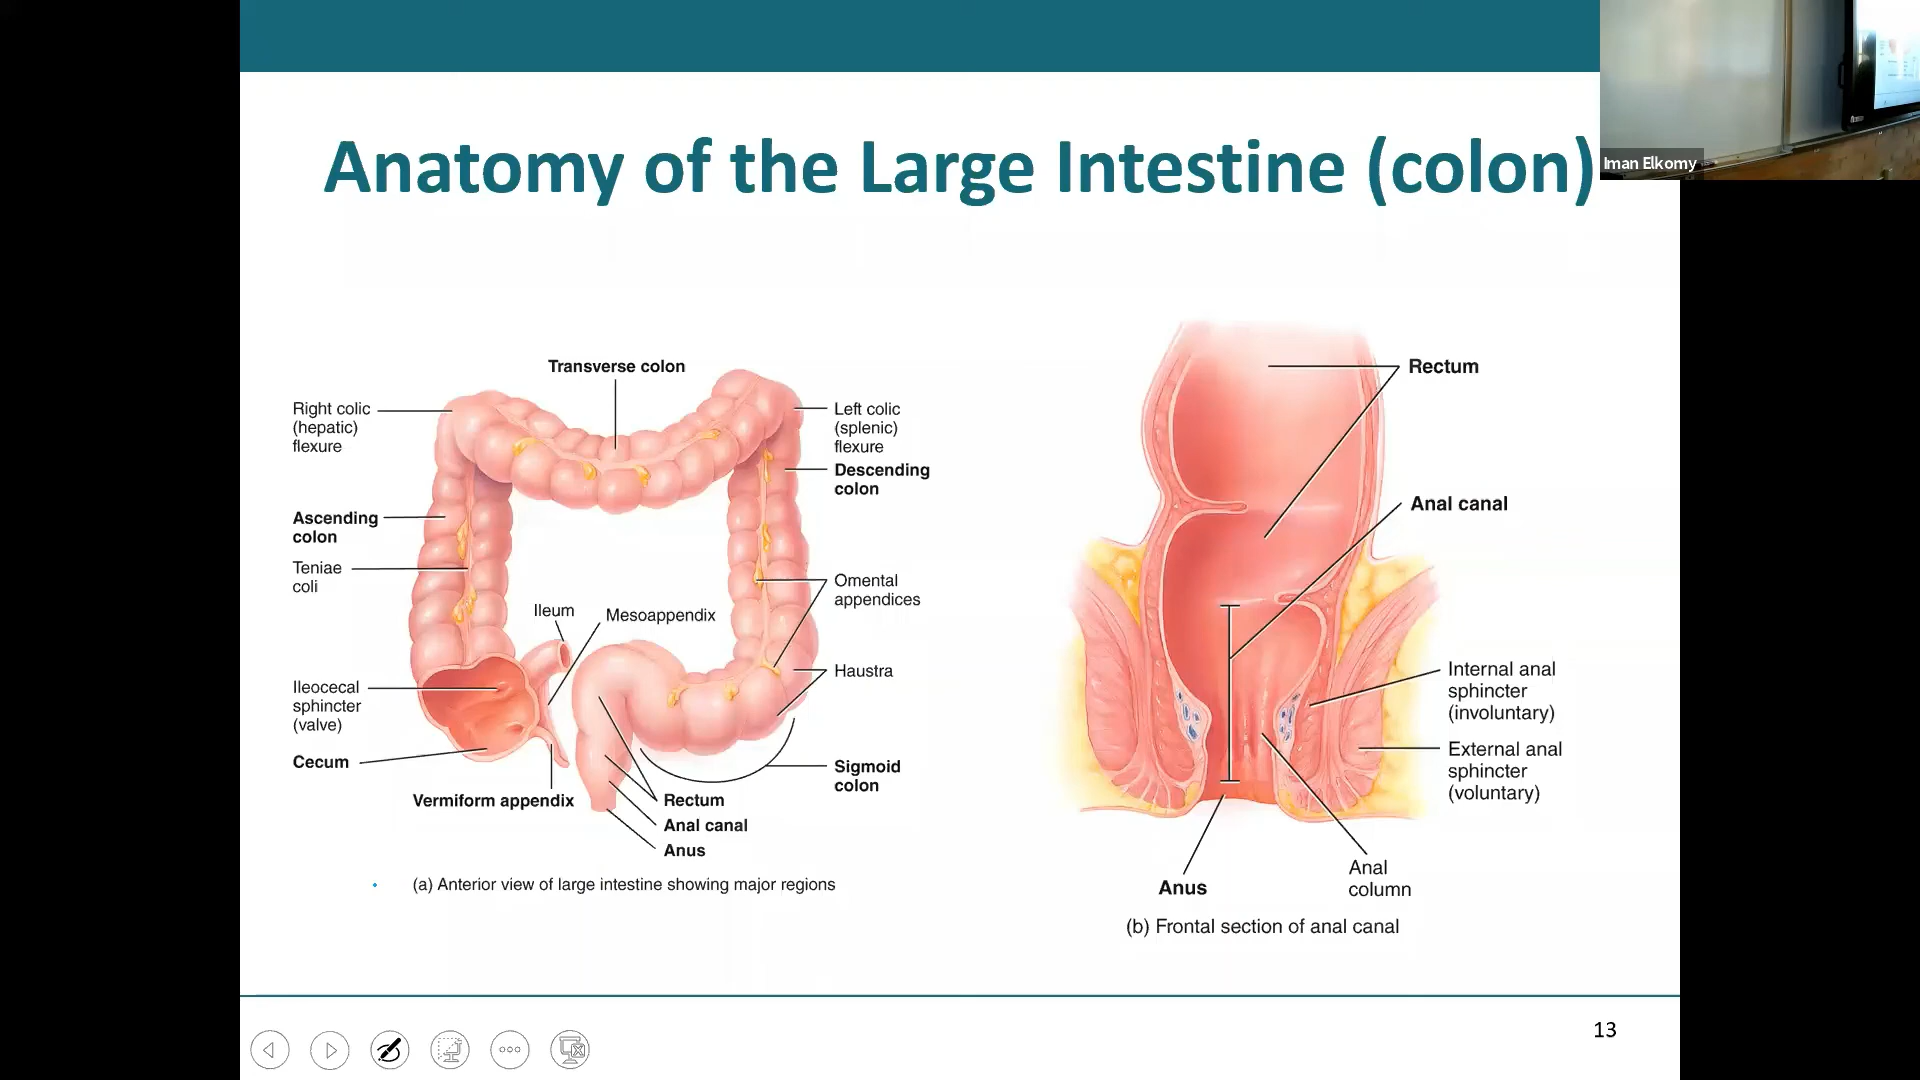 Anatomy of the Large Intestine (colon)
Iman Elkomy
Transverse colon
Right colic
(hepatic)
flexure
Left colic
(splenic)
flexure
Descending
colon
Ascending
colon
Teniae
coli
Ileum
Mesoappendix
Omental
appendices
Haustra
Ileocecal
sphincter
(valve)
Cecum
Sigmoid
colon
Vermiform appendix
Rectum
Anal canal
Anus
• (a) Anterior view of large intestine showing major regions
Rectum
Anal canal
Internal anal
sphincter
(involuntary)
External anal
sphincter
(voluntary)
Anal
column
Anus
(b) Frontal section of anal canal
13